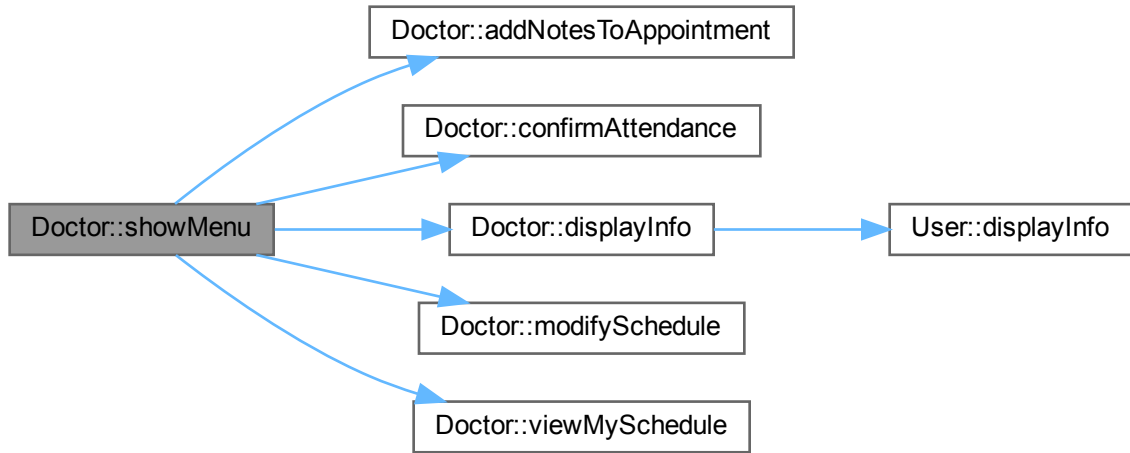 Doctor::addNotesToAppointment
Doctor::confirmAttendance
Doctor::showMenu
Doctor::displayInfo
User::displayInfo
Doctor::modifySchedule
Doctor::viewMySchedule